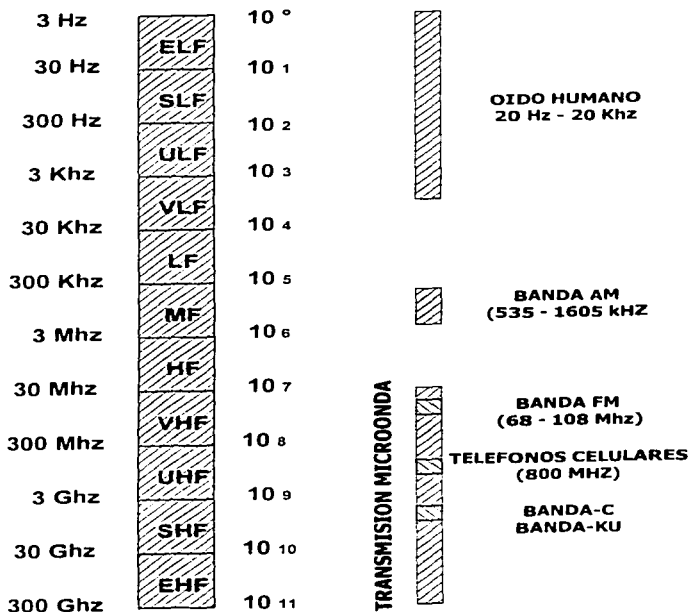 3 Hz
ELF
10 0
30 Hz
10 1
SLF
300 Hz
10 2
ULF
3 Khz
10 3
VLF
30 Khz
10 4
LF
300 Khz
10 5
MF
3 Mhz
10 6
HF
30 Mhz
10 7
VHF
300 Mhz
10 8
UHF
3 Ghz
10 9
SHF
30 Ghz
10 10
EHF
300 Ghz
10 11
OIDO HUMANO
20 Hz - 20 Khz
BANDA AM
(535 - 1605 kHZ
TRANSMISION MICROONDA
BANDA FM
(68 - 108 Mhz)
TELEFONOS CELULARES
(800 MHZ)
BANDA-C
BANDA-KU